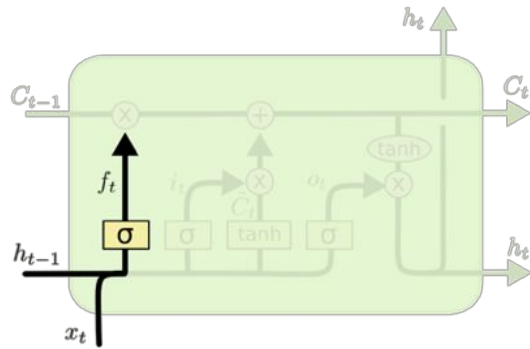 h_t
C_{t-1} × + C_t
tanh
f_t i_t × C̃_t o_t ×
σ σ tanh σ
h_{t-1} h_t
x_t